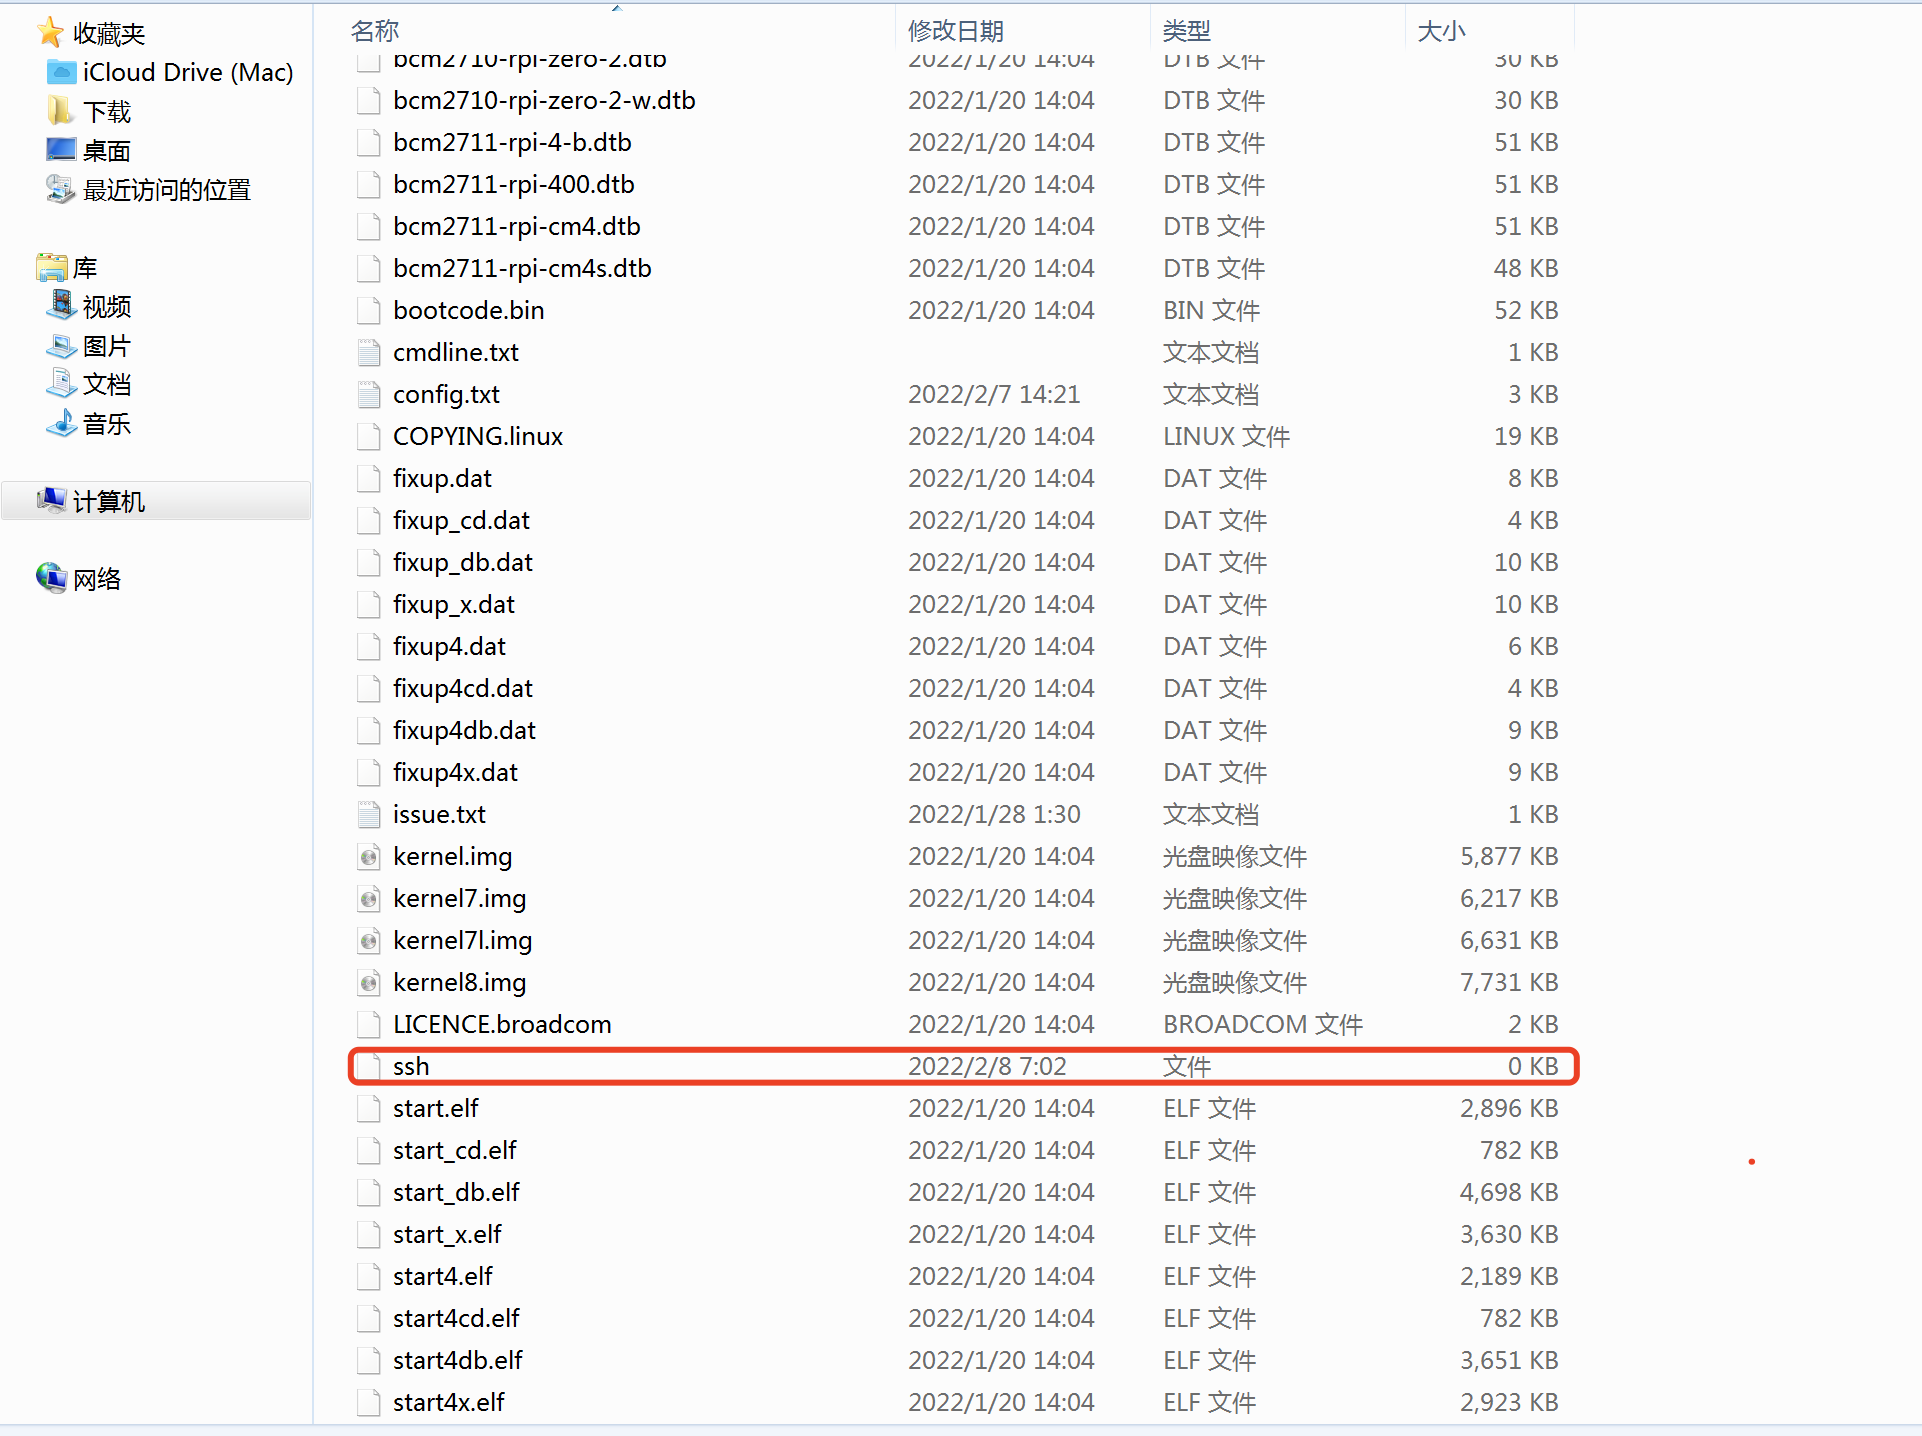 收藏夹
iCloud Drive (Mac)
下载
桌面
最近访问的位置
库
视频
图片
文档
音乐
计算机
网络
名称 修改日期 类型 大小
bcm2710-rpi-zero-2.dtb 2022/1/20 14:04 DTB 文件 30 KB
bcm2710-rpi-zero-2-w.dtb 2022/1/20 14:04 DTB 文件 30 KB
bcm2711-rpi-4-b.dtb 2022/1/20 14:04 DTB 文件 51 KB
bcm2711-rpi-400.dtb 2022/1/20 14:04 DTB 文件 51 KB
bcm2711-rpi-cm4.dtb 2022/1/20 14:04 DTB 文件 51 KB
bcm2711-rpi-cm4s.dtb 2022/1/20 14:04 DTB 文件 48 KB
bootcode.bin 2022/1/20 14:04 BIN 文件 52 KB
cmdline.txt 文本文档 1 KB
config.txt 2022/2/7 14:21 文本文档 3 KB
COPYING.linux 2022/1/20 14:04 LINUX 文件 19 KB
fixup.dat 2022/1/20 14:04 DAT 文件 8 KB
fixup_cd.dat 2022/1/20 14:04 DAT 文件 4 KB
fixup_db.dat 2022/1/20 14:04 DAT 文件 10 KB
fixup_x.dat 2022/1/20 14:04 DAT 文件 10 KB
fixup4.dat 2022/1/20 14:04 DAT 文件 6 KB
fixup4cd.dat 2022/1/20 14:04 DAT 文件 4 KB
fixup4db.dat 2022/1/20 14:04 DAT 文件 9 KB
fixup4x.dat 2022/1/20 14:04 DAT 文件 9 KB
issue.txt 2022/1/28 1:30 文本文档 1 KB
kernel.img 2022/1/20 14:04 光盘映像文件 5,877 KB
kernel7.img 2022/1/20 14:04 光盘映像文件 6,217 KB
kernel7l.img 2022/1/20 14:04 光盘映像文件 6,631 KB
kernel8.img 2022/1/20 14:04 光盘映像文件 7,731 KB
LICENCE.broadcom 2022/1/20 14:04 BROADCOM 文件 2 KB
ssh 2022/2/8 7:02 文件 0 KB
start.elf 2022/1/20 14:04 ELF 文件 2,896 KB
start_cd.elf 2022/1/20 14:04 ELF 文件 782 KB
start_db.elf 2022/1/20 14:04 ELF 文件 4,698 KB
start_x.elf 2022/1/20 14:04 ELF 文件 3,630 KB
start4.elf 2022/1/20 14:04 ELF 文件 2,189 KB
start4cd.elf 2022/1/20 14:04 ELF 文件 782 KB
start4db.elf 2022/1/20 14:04 ELF 文件 3,651 KB
start4x.elf 2022/1/20 14:04 ELF 文件 2,923 KB